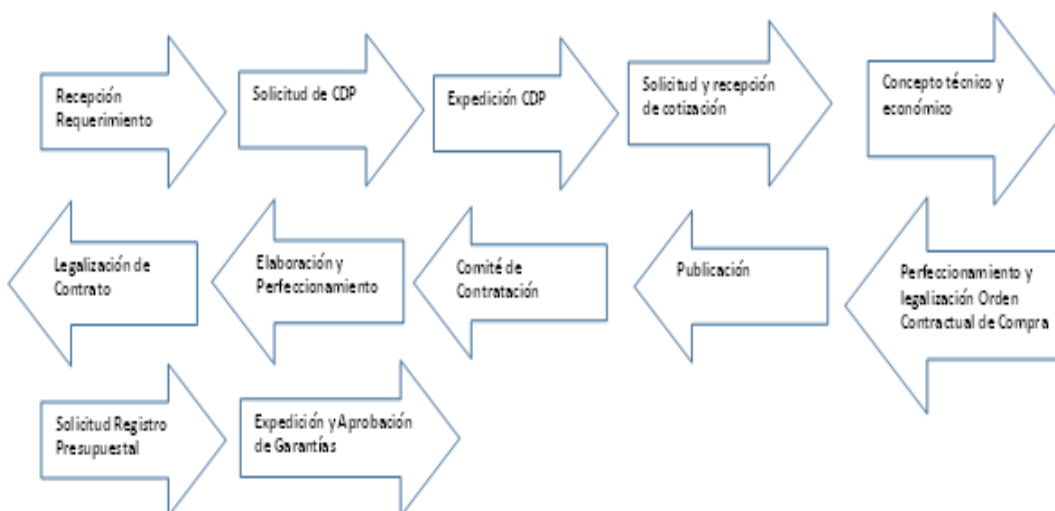 Recepción
Requerimiento
Solicitud de CDP
Expedición CDP
Solicitud y recepción
de cotización
Concepto técnico y
económico
Legalización de
Contrato
Elaboración y
Perfeccionamiento
Comité de
Contratación
Publicación
Perfeccionamiento y
legalización Orden
Contractual de Compra
Solicitud Registro
Presupuestal
Expedición y Aprobación
de Garantías